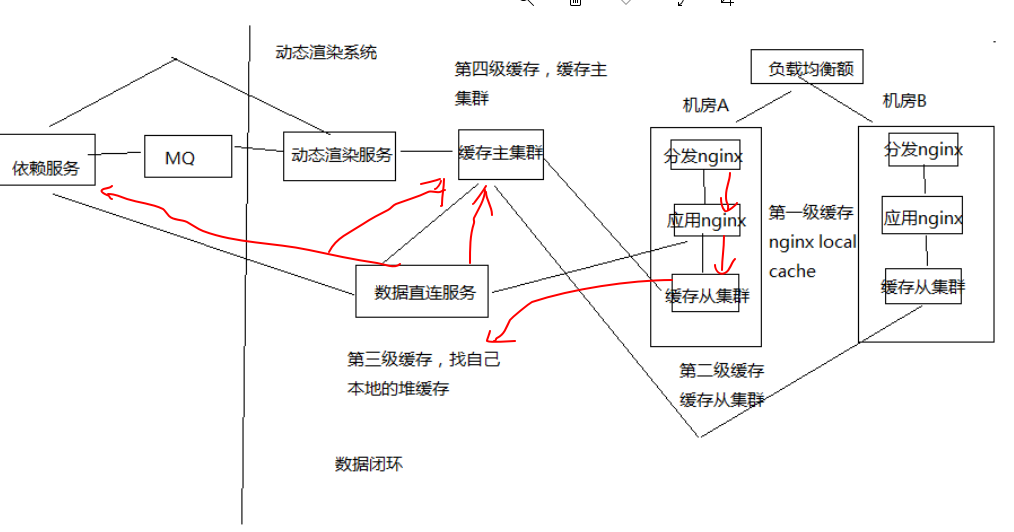 动态渲染系统
第四级缓存，缓存主
集群
负载均衡额
机房A
机房B
依赖服务
MQ
动态渲染服务
缓存主集群
分发nginx
分发nginx
应用nginx
第一级缓存
nginx local
cache
应用nginx
数据直连服务
缓存从集群
缓存从集群
第三级缓存，找自己
本地的堆缓存
第二级缓存
缓存从集群
数据闭环